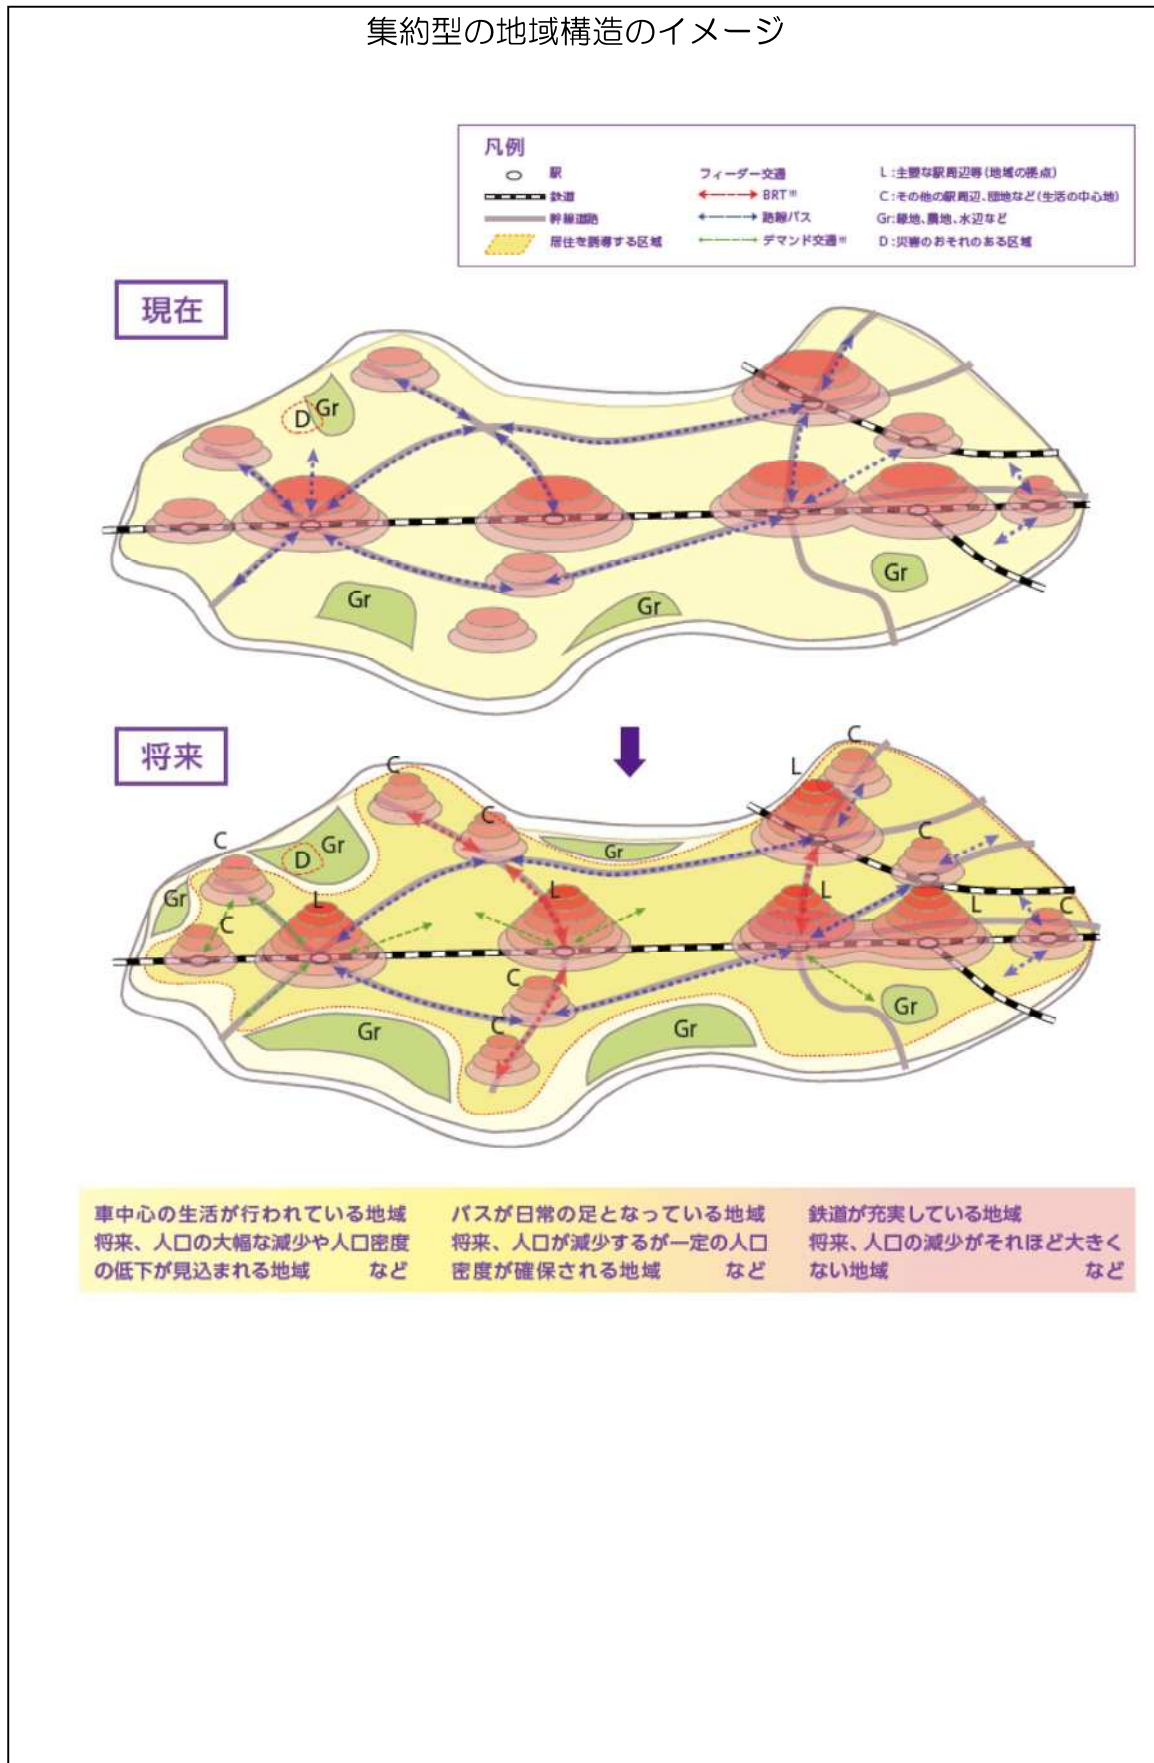 集約型の地域構造のイメージ
凡例
駅
鉄道
幹線道路
居住を誘導する区域
フィーダー交通
BRT※
路線バス
デマンド交通※
L:主要な駅周辺等(地域の拠点)
C:その他の駅周辺、団地など(生活の中心地)
Gr:緑地、農地、水辺など
D:災害のおそれのある区域
現在
D
Gr
Gr
Gr
Gr
将来
C
C
L
C
C
Gr
D
Gr
C
Gr
C
L
L
L
L
C
C
C
Gr
Gr
Gr
車中心の生活が行われている地域
将来、人口の大幅な減少や人口密度
の低下が見込まれる地域 など
バスが日常の足となっている地域
将来、人口が減少するが一定の人口
密度が確保される地域 など
鉄道が充実している地域
将来、人口の減少がそれほど大きく
ない地域 など